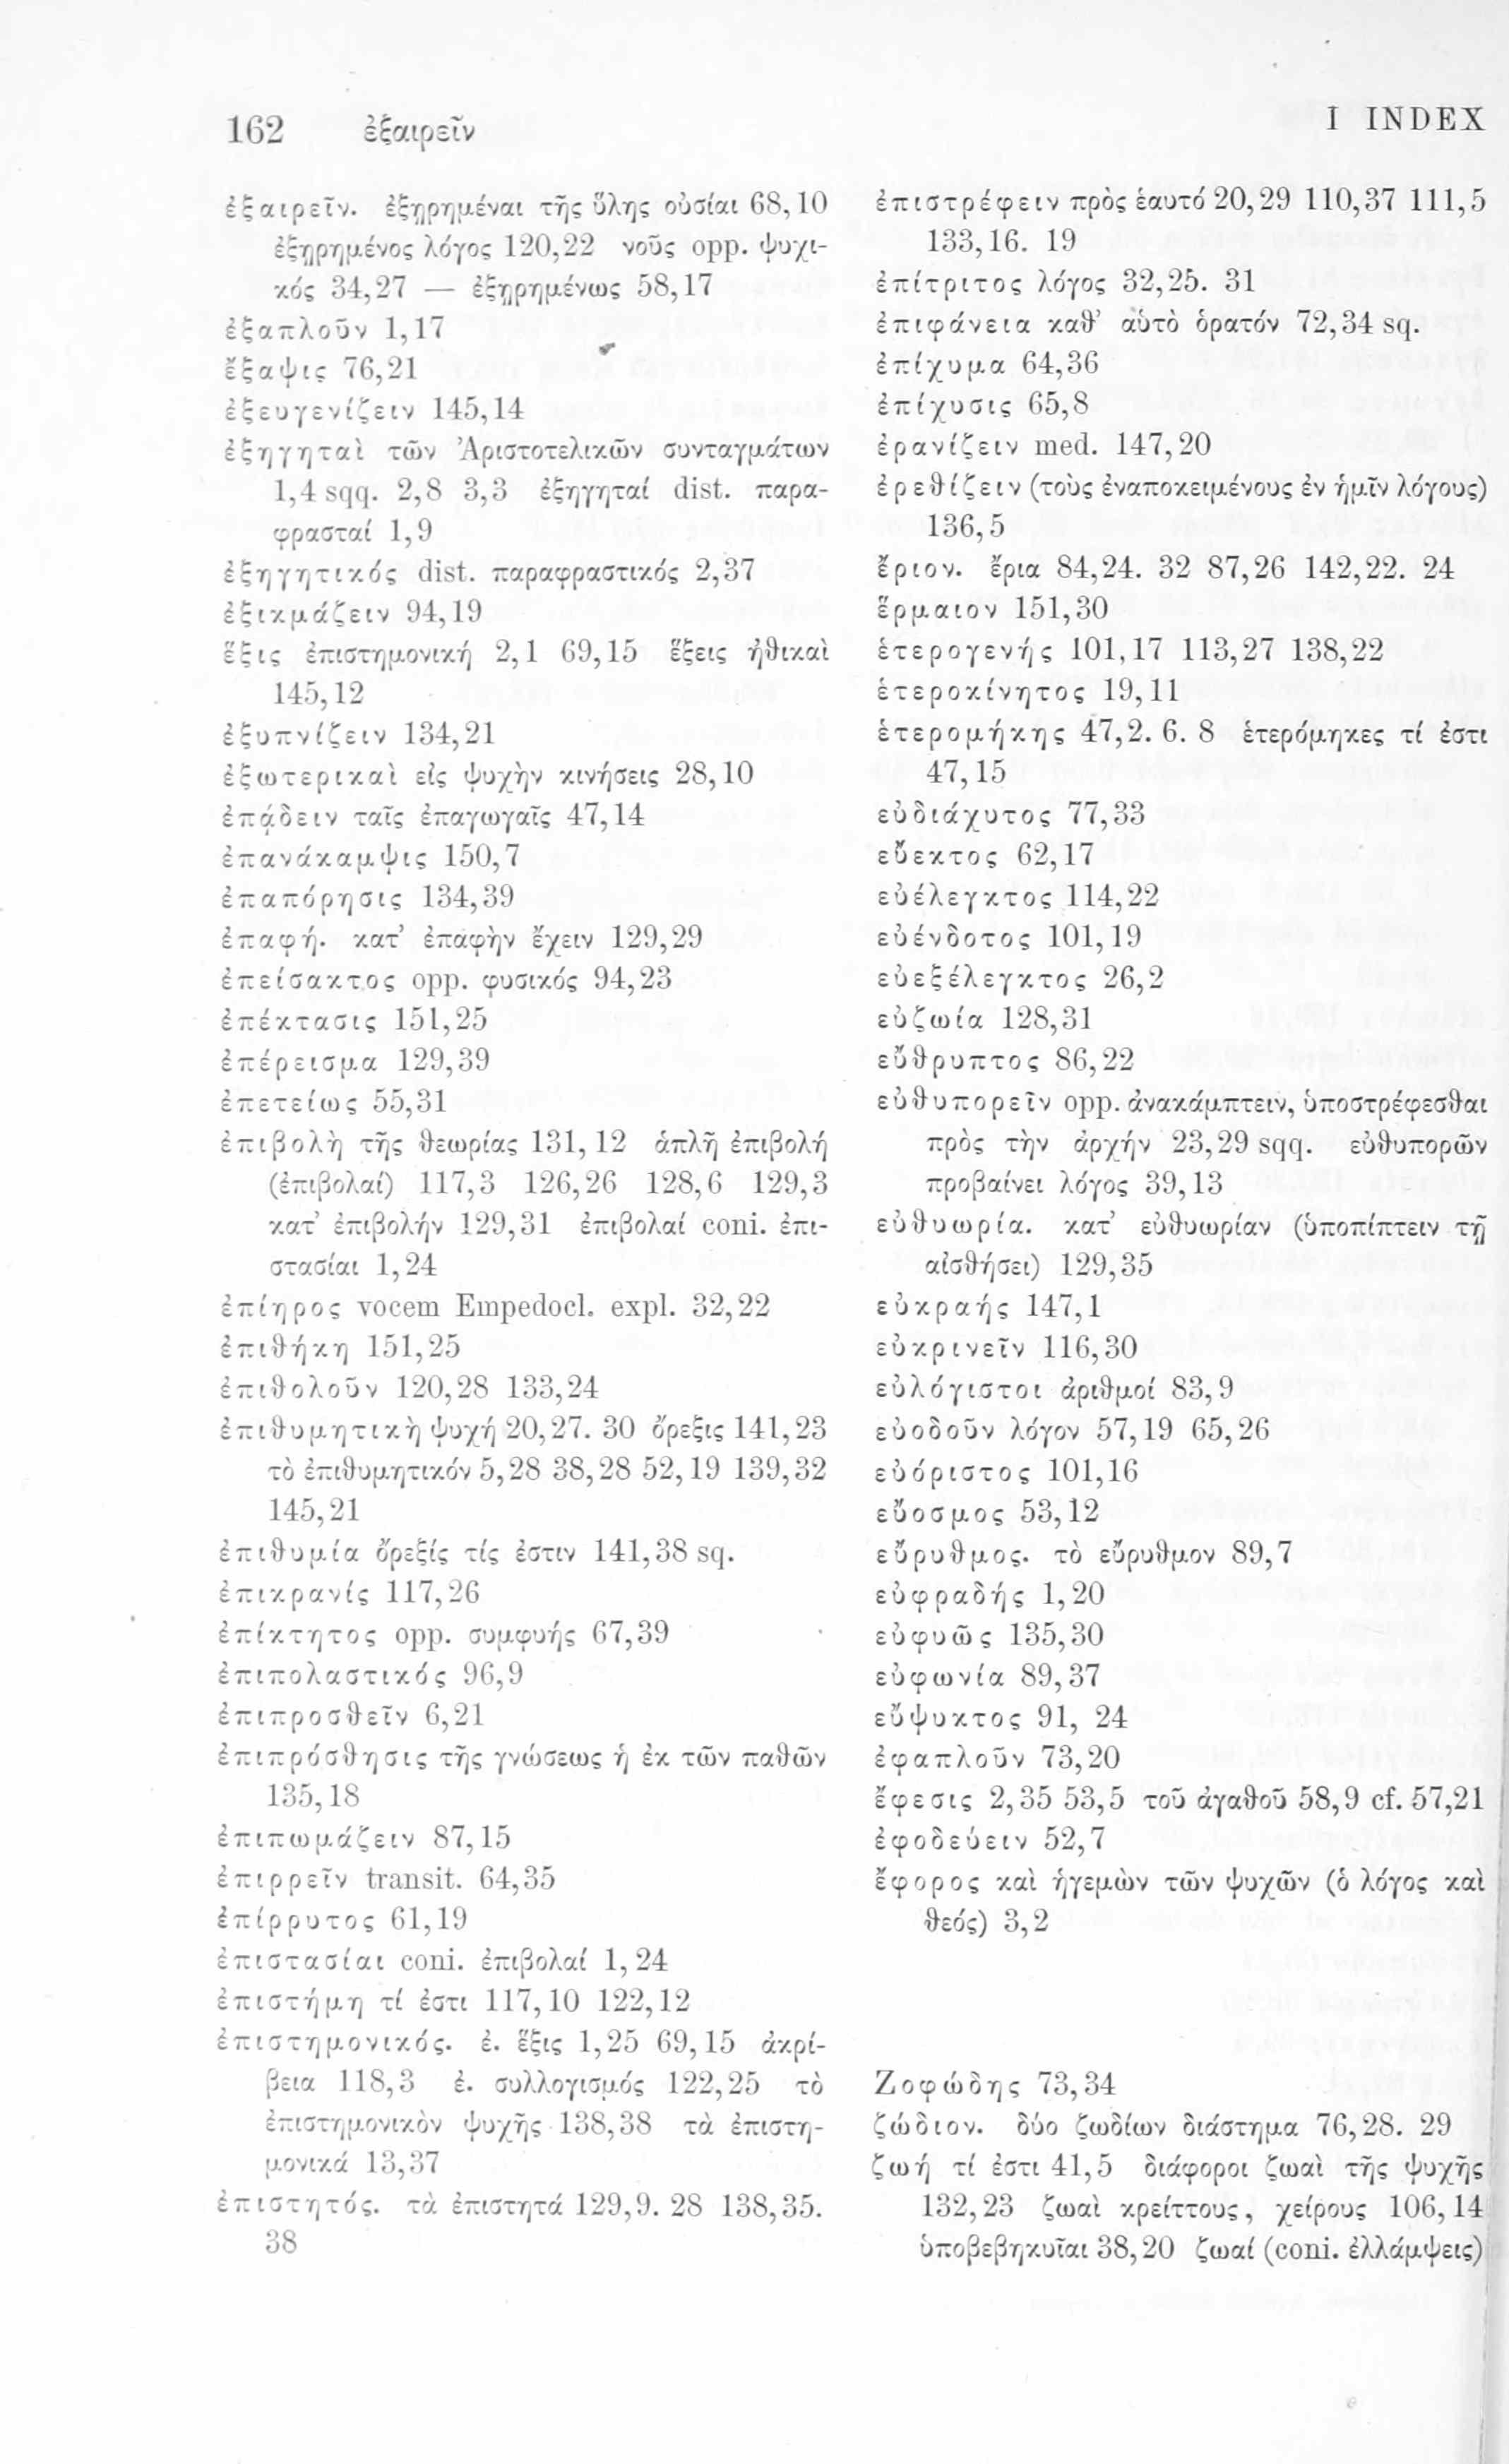 162 ἐξαιρεῖν I INDEX
ἐξαιρεῖν. ἐξῃρημέναι τῆς ὕλης οὐσίαι 68,10
ἐξῃρημένος λόγος 120,22 νοῦς opp. ψυχι-
κός 34,27 — ἐξῃρημένως 58,17
ἐξαπλοῦν 1,17
ἔξαψις 76,21
ἐξευγενίζειν 145,14
ἐξηγηταὶ τῶν Ἀριστοτελικῶν συνταγμάτων
1,4 sqq. 2,8 3,3 ἐξηγηταί dist. παρα-
φρασταί 1,9
ἐξηγητικός dist. παραφραστικός 2,37
ἐξικμάζειν 94,19
ἕξις ἐπιστημονική 2,1 69,15 ἕξεις ἠθικαὶ
145,12
ἐξυπνίζειν 134,21
ἐξωτερικαὶ εἰς ψυχὴν κινήσεις 28,10
ἐπᾴδειν ταῖς ἐπαγωγαῖς 47,14
ἐπανάκαμψις 150,7
ἐπαπόρησις 134,39
ἐπαφή. κατ’ ἐπαφὴν ἔχειν 129,29
ἐπείσακτος opp. φυσικός 94,23
ἐπέκτασις 151,25
ἐπέρεισμα 129,39
ἐπετείως 55,31
ἐπιβολὴ τῆς θεωρίας 131,12 ἁπλῆ ἐπιβολή
(ἐπιβολαί) 117,3 126,26 128,6 129,3
κατ’ ἐπιβολήν 129,31 ἐπιβολαί coni. ἐπι-
στασίαι 1,24
ἐπίηρος vocem Empedocl. expl. 32,22
ἐπιθήκη 151,25
ἐπιθολοῦν 120,28 133,24
ἐπιθυμητικὴ ψυχή 20,27. 30 ὄρεξις 141,23
τὸ ἐπιθυμητικόν 5,28 38,28 52,19 139,32
145,21
ἐπιθυμία ὄρεξίς τίς ἐστιν 141,38 sq.
ἐπικρανίς 117,26
ἐπίκτητος opp. συμφυής 67,39
ἐπιπολαστικός 96,9
ἐπιπροσθεῖν 6,21
ἐπιπρόσθησις τῆς γνώσεως ἡ ἐκ τῶν παθῶν
135,18
ἐπιπωμάζειν 87,15
ἐπιρρεῖν transit. 64,35
ἐπίρρυτος 61,19
ἐπιστασίαι coni. ἐπιβολαί 1,24
ἐπιστήμη τί ἐστι 117,10 122,12
ἐπιστημονικός. ἐ. ἕξις 1,25 69,15 ἀκρί-
βεια 118,3 ἐ. συλλογισμός 122,25 τὸ
ἐπιστημονικὸν ψυχῆς 138,38 τὰ ἐπιστη-
μονικά 13,37
ἐπιστητός. τὰ ἐπιστητά 129,9. 28 138,35.
38
ἐπιστρέφειν πρὸς ἑαυτό 20,29 110,37 111,5
133,16. 19
ἐπίτριτος λόγος 32,25. 31
ἐπιφάνεια καθ’ αὑτὸ ὁρατόν 72,34 sq.
ἐπίχυμα 64,36
ἐπίχυσις 65,8
ἐρανίζειν med. 147,20
ἐρεθίζειν (τοὺς ἐναποκειμένους ἐν ἡμῖν λόγους)
136,5
ἔριον. ἔρια 84,24. 32 87,26 142,22. 24
ἕρμαιον 151,30
ἑτερογενής 101,17 113,27 138,22
ἑτεροκίνητος 19,11
ἑτερομήκης 47,2. 6. 8 ἑτερόμηκες τί ἐστι
47,15
εὐδιάχυτος 77,33
εὔεκτος 62,17
εὐέλεγκτος 114,22
εὐένδοτος 101,19
εὐεξέλεγκτος 26,2
εὐζωία 128,31
εὔθρυπτος 86,22
εὐθυπορεῖν opp. ἀνακάμπτειν, ὑποστρέφεσθαι
πρὸς τὴν ἀρχήν 23,29 sqq. εὐθυπορῶν
προβαίνει λόγος 39,13
εὐθυωρία. κατ’ εὐθυωρίαν (ὑποπίπτειν τῇ
αἰσθήσει) 129,35
εὐκραής 147,1
εὐκρινεῖν 116,30
εὐλόγιστοι ἀριθμοί 83,9
εὐοδοῦν λόγον 57,19 65,26
εὐόριστος 101,16
εὔοσμος 53,12
εὔρυθμος. τὸ εὔρυθμον 89,7
εὐφραδής 1,20
εὐφυῶς 135,30
εὐφωνία 89,37
εὔψυκτος 91, 24
ἐφαπλοῦν 73,20
ἔφεσις 2,35 53,5 τοῦ ἀγαθοῦ 58,9 cf. 57,21
ἐφοδεύειν 52,7
ἔφορος καὶ ἡγεμὼν τῶν ψυχῶν (ὁ λόγος καὶ
θεός) 3,2
Ζοφώδης 73,34
ζώδιον. δύο ζωδίων διάστημα 76,28. 29
ζωή τί ἐστι 41,5 διάφοροι ζωαὶ τῆς ψυχῆς
132,23 ζωαὶ κρείττους, χείρους 106,14
ὑποβεβηκυῖαι 38,20 ζωαί (coni. ἐλλάμψεις)